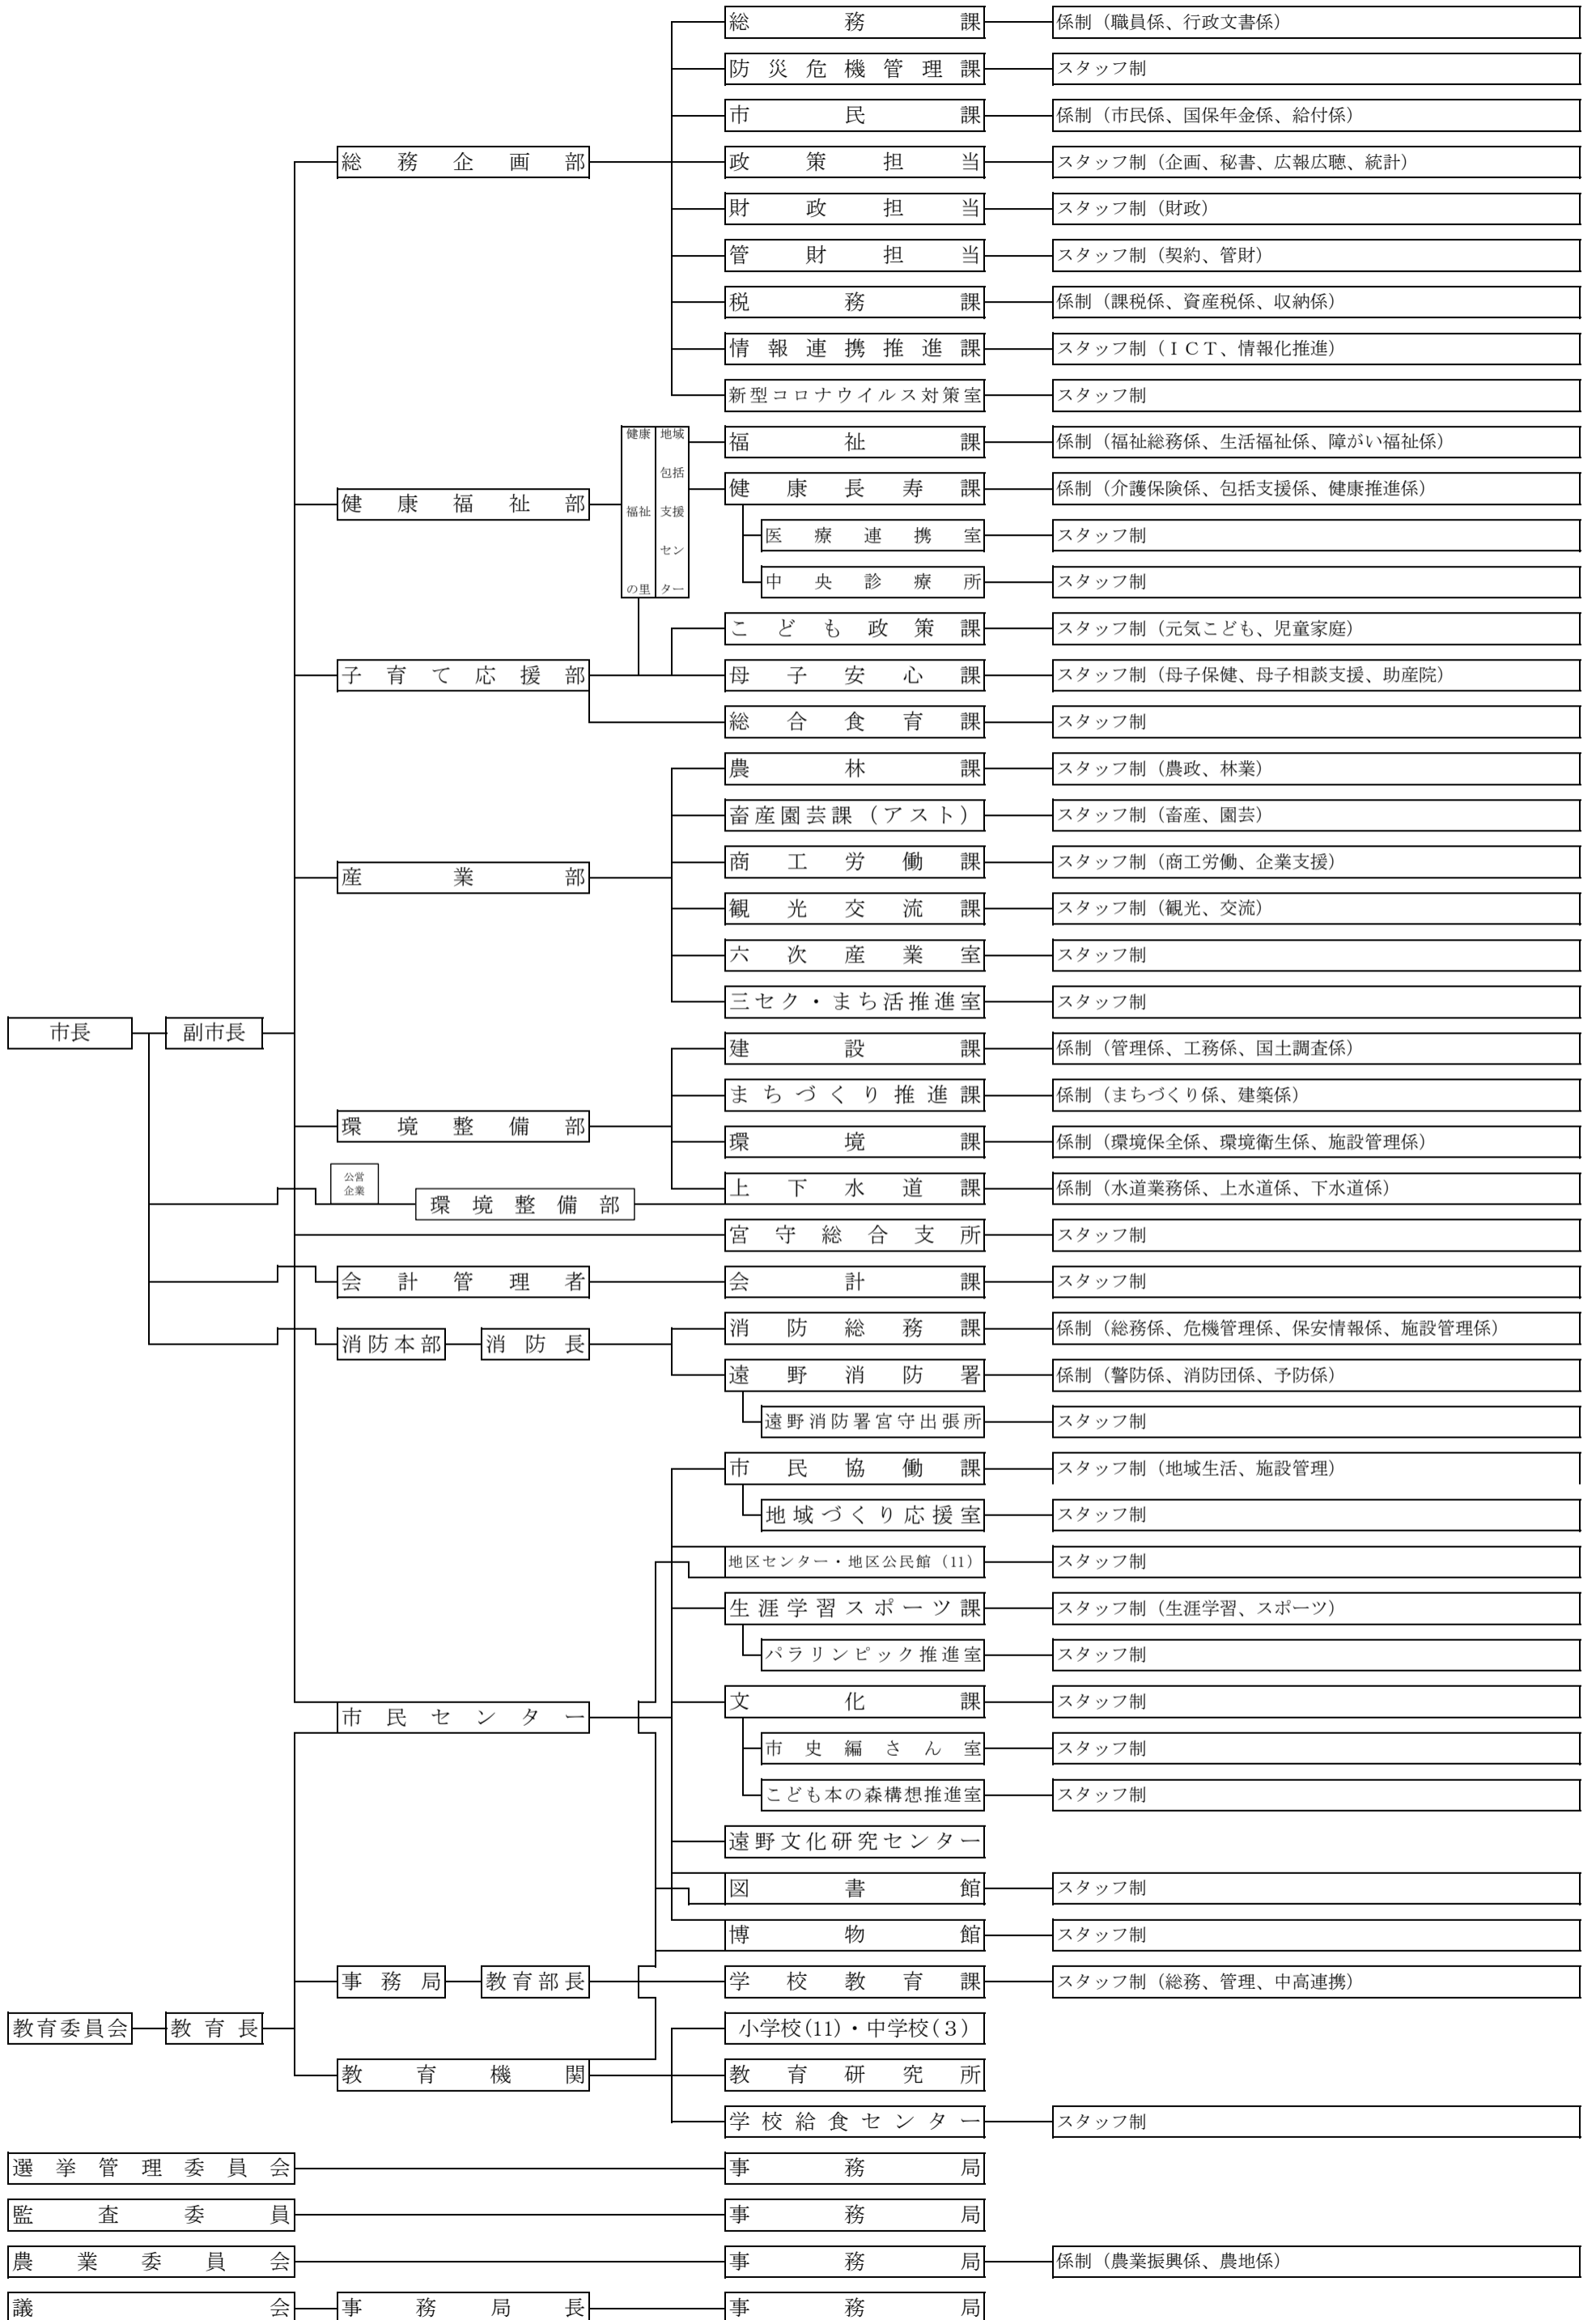 総務課 係制（職員係、行政文書係）
防災危機管理課 スタッフ制
市民課 係制（市民係、国保年金係、給付係）
総務企画部 政策担当 スタッフ制（企画、秘書、広報広聴、統計）
財政担当 スタッフ制（財政）
管財担当 スタッフ制（契約、管財）
税務課 係制（課税係、資産税係、収納係）
情報連携推進課 スタッフ制（ＩＣＴ、情報化推進）
新型コロナウイルス対策室 スタッフ制
健康福祉の里
地域包括支援センター
福祉課 係制（福祉総務係、生活福祉係、障がい福祉係）
健康福祉部 健康長寿課 係制（介護保険係、包括支援係、健康推進係）
医療連携室 スタッフ制
中央診療所 スタッフ制
こども政策課 スタッフ制（元気こども、児童家庭）
子育て応援部 母子安心課 スタッフ制（母子保健、母子相談支援、助産院）
総合食育課 スタッフ制
農林課 スタッフ制（農政、林業）
畜産園芸課（アスト） スタッフ制（畜産、園芸）
商工労働課 スタッフ制（商工労働、企業支援）
産業部
観光交流課 スタッフ制（観光、交流）
六次産業室 スタッフ制
三セク・まち活推進室 スタッフ制
市長 副市長
建設課 係制（管理係、工務係、国土調査係）
まちづくり推進課 係制（まちづくり係、建築係）
環境整備部 環境課 係制（環境保全係、環境衛生係、施設管理係）
公営
企業
環境整備部 上下水道課 係制（水道業務係、上水道係、下水道係）
宮守総合支所 スタッフ制
会計管理者 会計課 スタッフ制
消防総務課 係制（総務係、危機管理係、保安情報係、施設管理係）
消防本部 消防長
遠野消防署 係制（警防係、消防団係、予防係）
遠野消防署宮守出張所 スタッフ制
市民協働課 スタッフ制（地域生活、施設管理）
地域づくり応援室 スタッフ制
地区センター・地区公民館（11） スタッフ制
生涯学習スポーツ課 スタッフ制（生涯学習、スポーツ）
パラリンピック推進室 スタッフ制
文化課 スタッフ制
市民センター
市史編さん室 スタッフ制
こども本の森構想推進室 スタッフ制
遠野文化研究センター
図書館 スタッフ制
博物館 スタッフ制
事務局 教育部長 学校教育課 スタッフ制（総務、管理、中高連携）
教育委員会 教育長 小学校(11)・中学校(３)
教育機関 教育研究所
学校給食センター スタッフ制
選挙管理委員会 事務局
監査委員 事務局
農業委員会 事務局 係制（農業振興係、農地係）
議会 事務局長 事務局